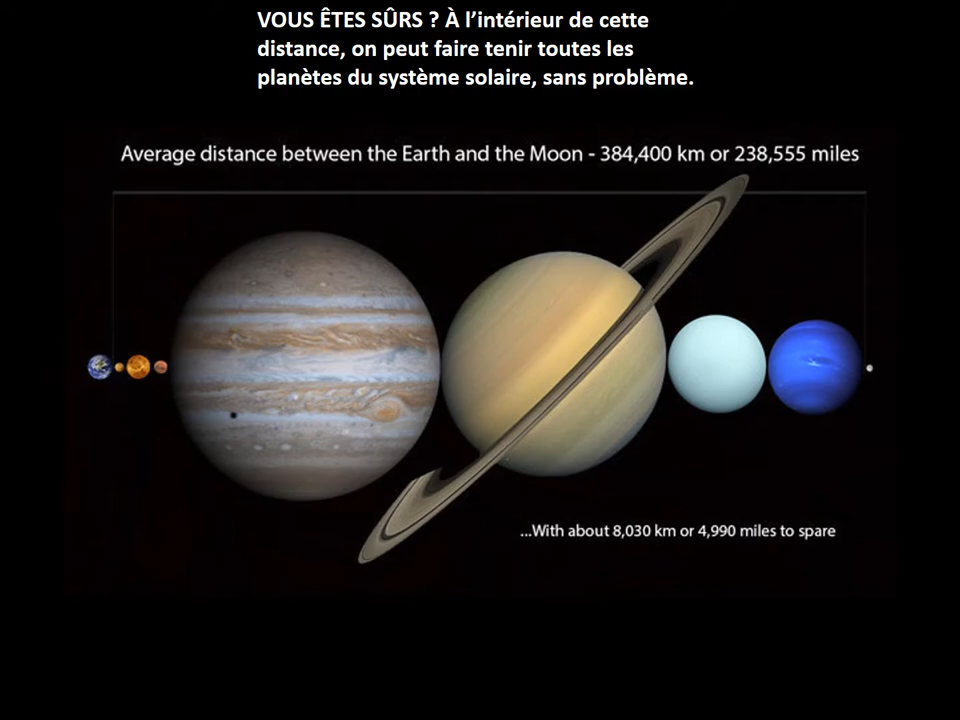 VOUS ÊTES SÛRS ? À l’intérieur de cette
distance, on peut faire tenir toutes les
planètes du système solaire, sans problème.
Average distance between the Earth and the Moon - 384,400 km or 238,555 miles
...With about 8,030 km or 4,990 miles to spare